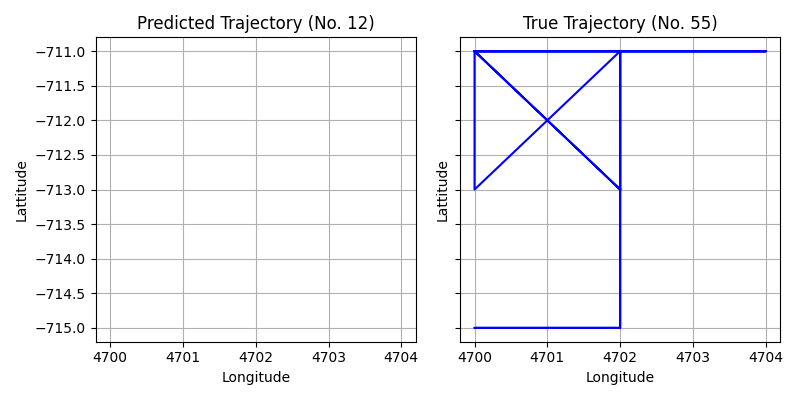 Predicted Trajectory (No. 12)
True Trajectory (No. 55)
−711.0
−711.5
−712.0
−712.5
−713.0
−713.5
−714.0
−714.5
−715.0
Lattitude
Lattitude
4700 4701 4702 4703 4704
4700 4701 4702 4703 4704
Longitude
Longitude